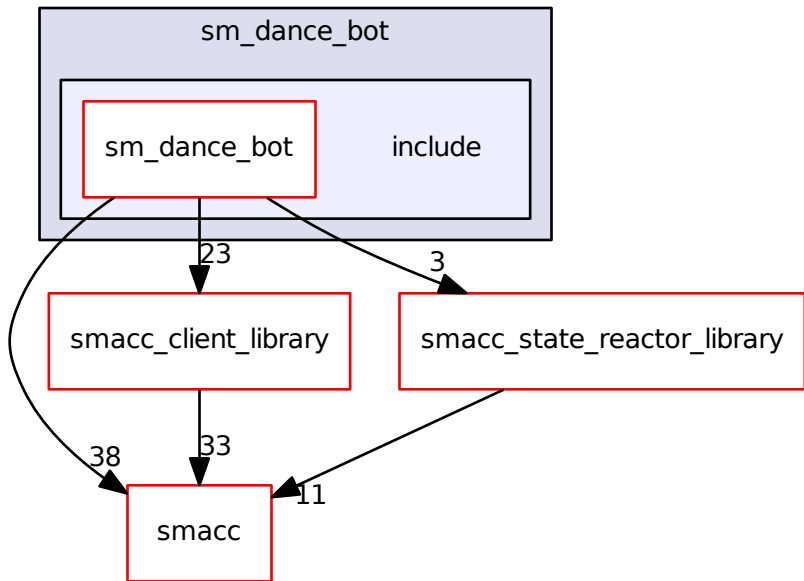 sm_dance_bot
sm_dance_bot
include
23
3
smacc_client_library
smacc_state_reactor_library
38
33
11
smacc